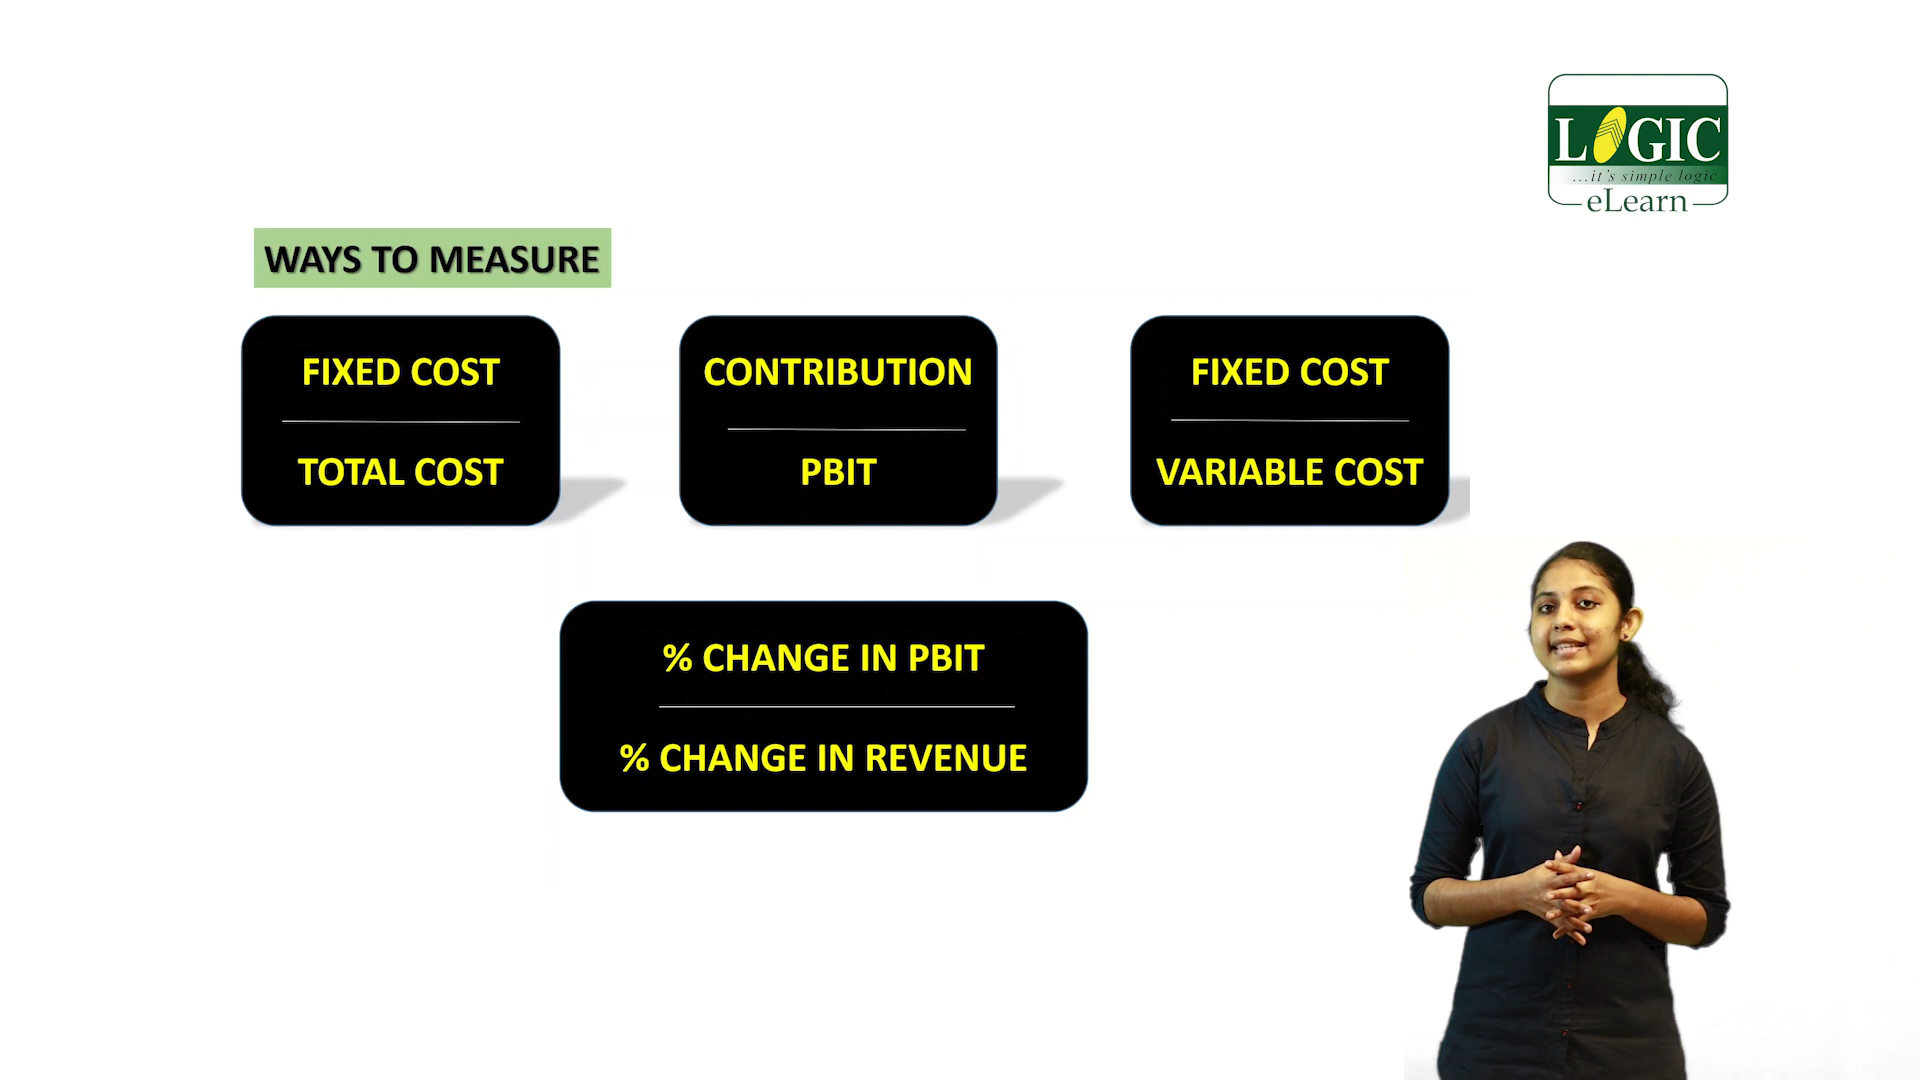 LOGIC
...it's simple logic
eLearn
WAYS TO MEASURE
FIXED COST
TOTAL COST
CONTRIBUTION
PBIT
FIXED COST
VARIABLE COST
% CHANGE IN PBIT
% CHANGE IN REVENUE